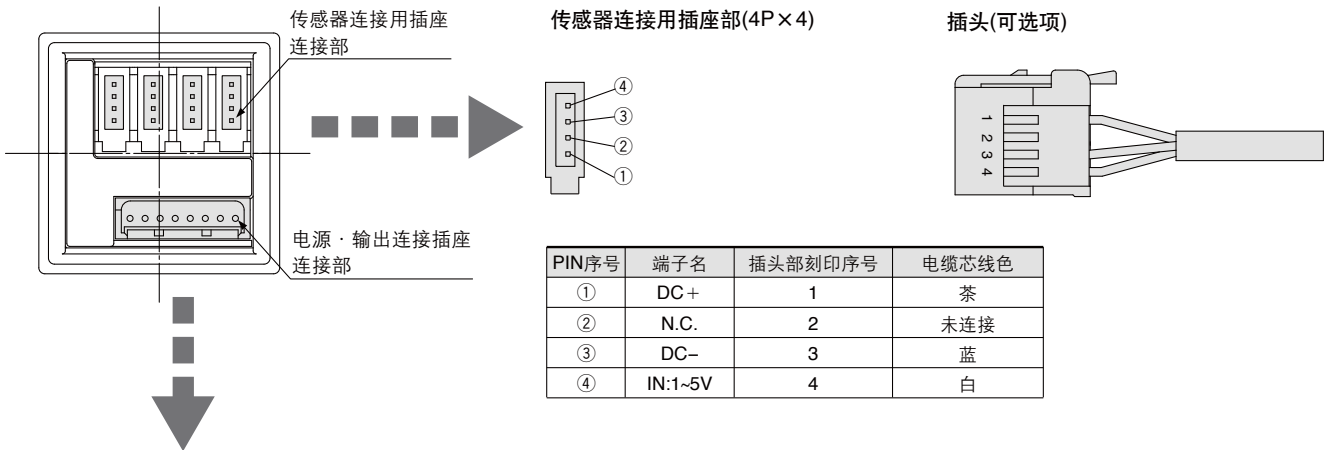 传感器连接用插座
连接部
电源·输出连接插座
连接部
传感器连接用插座部(4P×4)
④
③
②
①
插头(可选项)
1
2
3
4
PIN序号 端子名 插头部刻印序号 电缆芯线色
① DC+ 1 茶
② N.C. 2 未连接
③ DC− 3 蓝
④ IN:1~5V 4 白